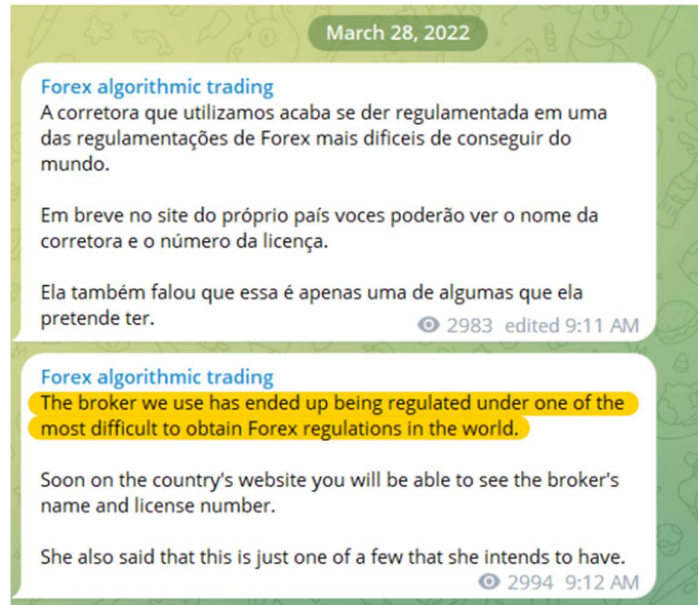 March 28, 2022
Forex algorithmic trading
A corretora que utilizamos acaba se der regulamentada em uma
das regulamentações de Forex mais dificeis de conseguir do
mundo.
Em breve no site do próprio país voces poderão ver o nome da
corretora e o número da licença.
Ela também falou que essa é apenas uma de algumas que ela
pretende ter.
2983 edited 9:11 AM
Forex algorithmic trading
The broker we use has ended up being regulated under one of the
most difficult to obtain Forex regulations in the world.
Soon on the country's website you will be able to see the broker's
name and license number.
She also said that this is just one of a few that she intends to have.
2994 9:12 AM